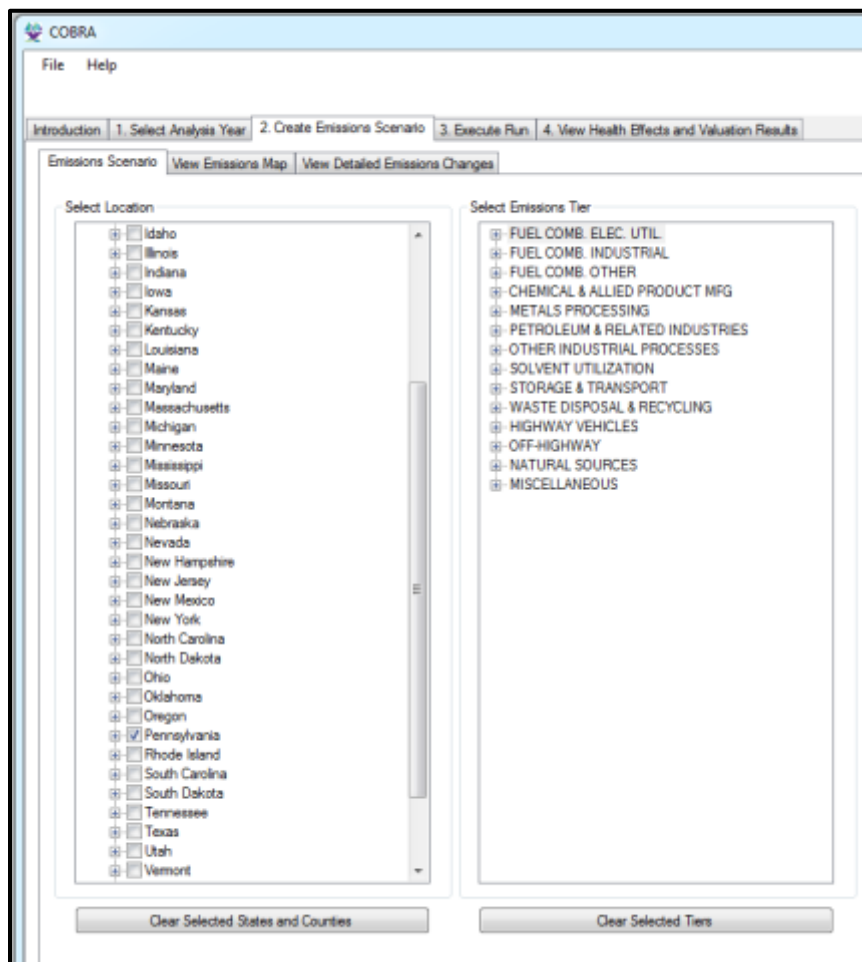 COBRA
File Help
Introduction 1. Select Analysis Year 2. Create Emissions Scenario 3. Execute Run 4. View Health Effects and Valuation Results
Emissions Scenario View Emissions Map View Detailed Emissions Changes
Select Location
Idaho
Illinois
Indiana
Iowa
Kansas
Kentucky
Louisiana
Maine
Maryland
Massachusetts
Michigan
Minnesota
Mississippi
Missouri
Montana
Nebraska
Nevada
New Hampshire
New Jersey
New Mexico
New York
North Carolina
North Dakota
Ohio
Oklahoma
Oregon
Pennsylvania
Rhode Island
South Carolina
South Dakota
Tennessee
Texas
Utah
Vermont
Clear Selected States and Counties
Select Emissions Tier
FUEL COMB. ELEC. UTIL.
FUEL COMB. INDUSTRIAL
FUEL COMB. OTHER
CHEMICAL & ALLIED PRODUCT MFG
METALS PROCESSING
PETROLEUM & RELATED INDUSTRIES
OTHER INDUSTRIAL PROCESSES
SOLVENT UTILIZATION
STORAGE & TRANSPORT
WASTE DISPOSAL & RECYCLING
HIGHWAY VEHICLES
OFF-HIGHWAY
NATURAL SOURCES
MISCELLANEOUS
Clear Selected Tiers